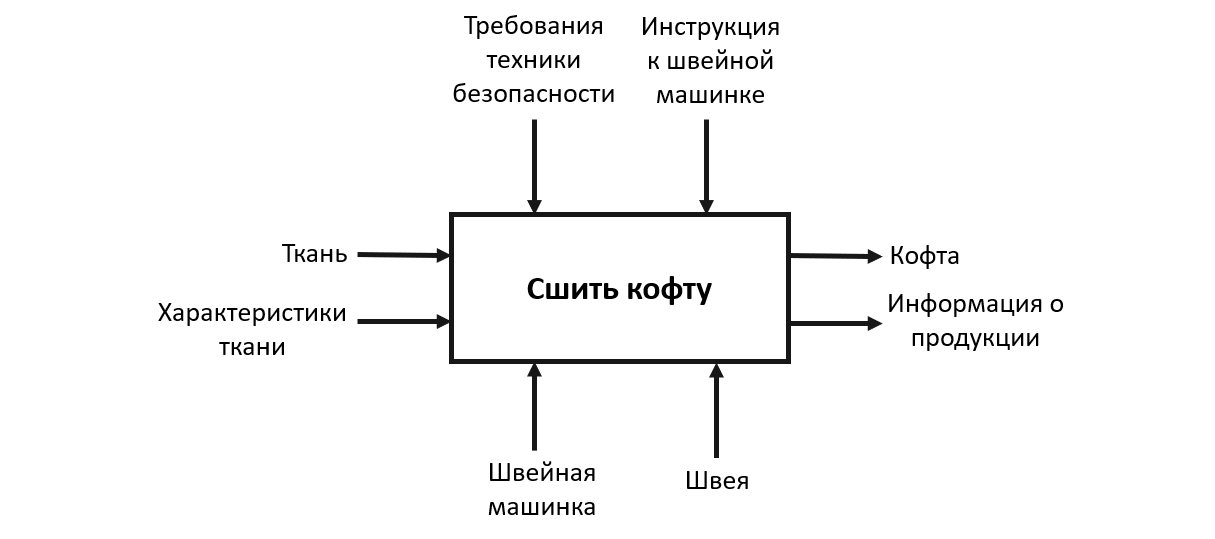 Требования
техники
безопасности
Инструкция
к швейной
машинке
Ткань
Характеристики
ткани
Сшить кофту
Кофта
Информация о
продукции
Швейная
машинка
Швея